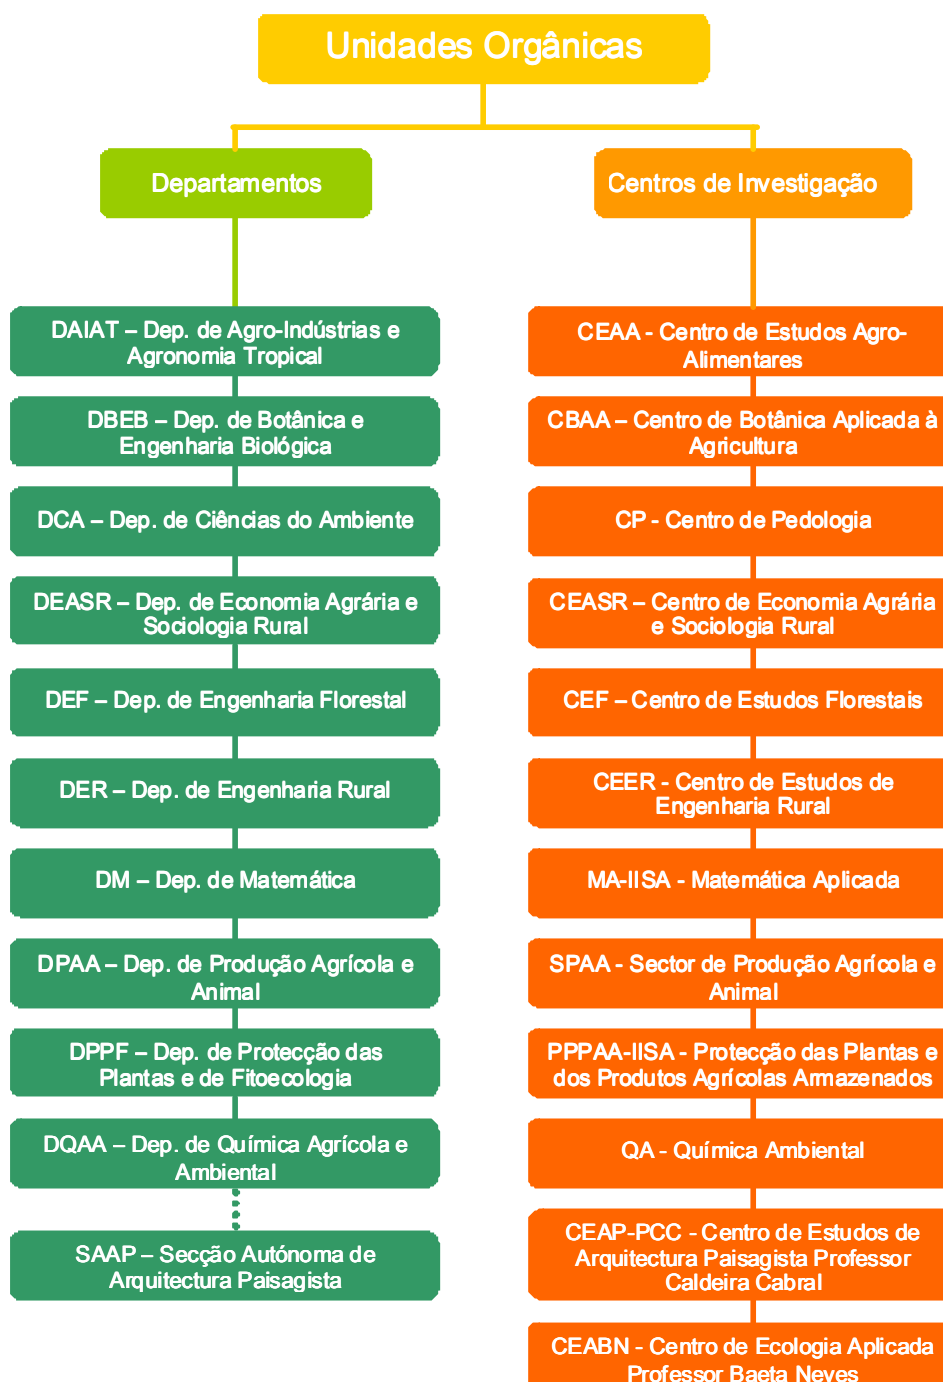 Unidades Orgânicas
Departamentos
Centros de Investigação
DAIAT – Dep. de Agro-Indústrias e
Agronomia Tropical
DBEB – Dep. de Botânica e
Engenharia Biológica
DCA – Dep. de Ciências do Ambiente
DEASR – Dep. de Economia Agrária e
Sociologia Rural
DEF – Dep. de Engenharia Florestal
DER – Dep. de Engenharia Rural
DM – Dep. de Matemática
DPAA – Dep. de Produção Agrícola e
Animal
DPPF – Dep. de Protecção das
Plantas e de Fitoecologia
DQAA – Dep. de Química Agrícola e
Ambiental
SAAP – Secção Autónoma de
Arquitectura Paisagista
CEAA - Centro de Estudos Agro-
Alimentares
CBAA – Centro de Botânica Aplicada à
Agricultura
CP - Centro de Pedologia
CEASR – Centro de Economia Agrária
e Sociologia Rural
CEF – Centro de Estudos Florestais
CEER - Centro de Estudos de
Engenharia Rural
MA-IISA - Matemática Aplicada
SPAA - Sector de Produção Agrícola e
Animal
PPPAA-IISA - Protecção das Plantas e
dos Produtos Agrícolas Armazenados
QA - Química Ambiental
CEAP-PCC - Centro de Estudos de
Arquitectura Paisagista Professor
Caldeira Cabral
CEABN - Centro de Ecologia Aplicada
Professor Baeta Neves